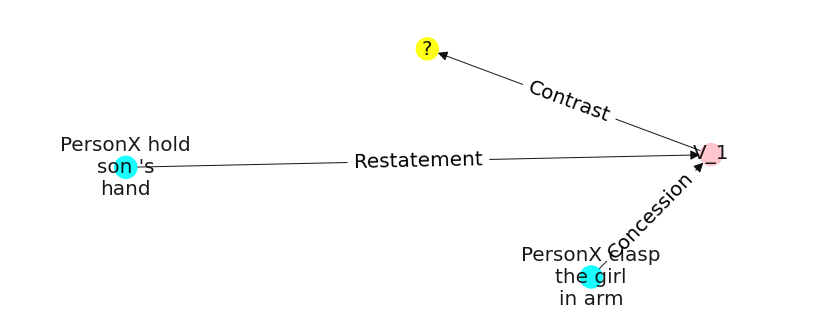 ?
Contrast
PersonX hold
son 's
hand
Restatement
V_1
Concession
PersonX clasp
the girl
in arm